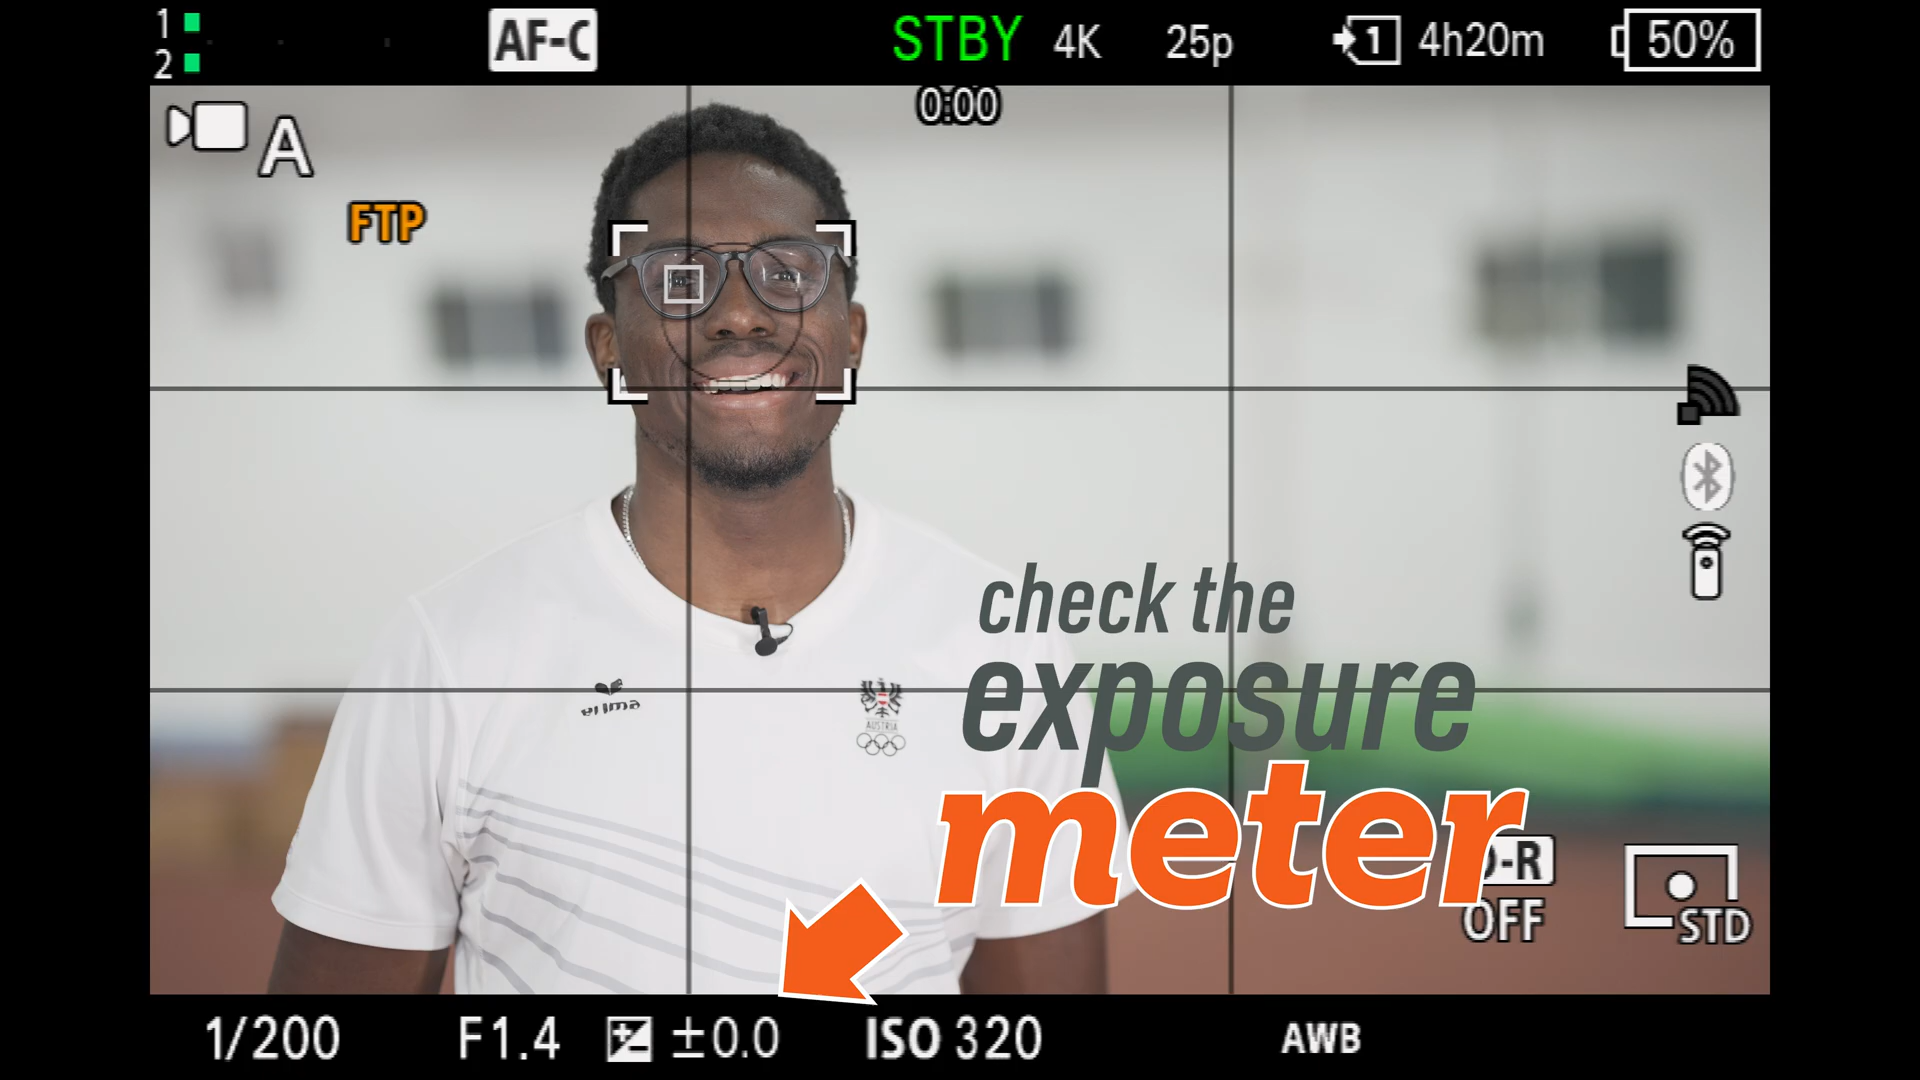 1
2
AF-C
STBY
4K
25p
1
4h20m
50%
0:00
A
FTP
check the
exposure
meter
erima
AUSTRIA
-R
OFF
STD
1/200
F1.4
±0.0
ISO 320
AWB